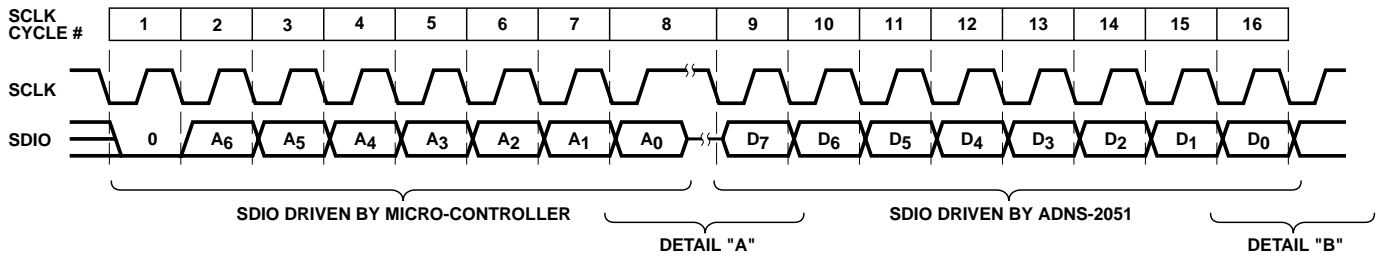 SCLK
CYCLE #
1 2 3 4 5 6 7 8 9 10 11 12 13 14 15 16
SCLK
SDIO
0 A6 A5 A4 A3 A2 A1 A0 D7 D6 D5 D4 D3 D2 D1 D0
SDIO DRIVEN BY MICRO-CONTROLLER SDIO DRIVEN BY ADNS-2051
DETAIL "A" DETAIL "B"